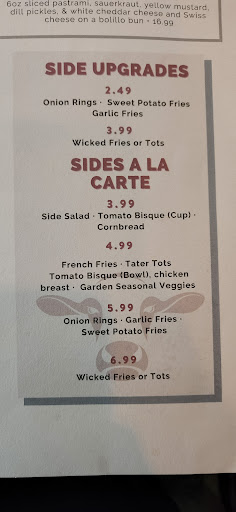 6oz sliced pastrami, sauerkraut, yellow mustard,
dill pickles, & white cheddar cheese and Swiss
cheese on a bolillo bun • 16.99
SIDE UPGRADES
2.49
Onion Rings · Sweet Potato Fries
Garlic Fries
3.99
Wicked Fries or Tots
SIDES A LA
CARTE
3.99
Side Salad · Tomato Bisque (Cup) ·
Cornbread
4.99
French Fries · Tater Tots
Tomato Bisque (Bowl), chicken
breast · Garden Seasonal Veggies
5.99
Onion Rings · Garlic Fries ·
Sweet Potato Fries
6.99
Wicked Fries or Tots